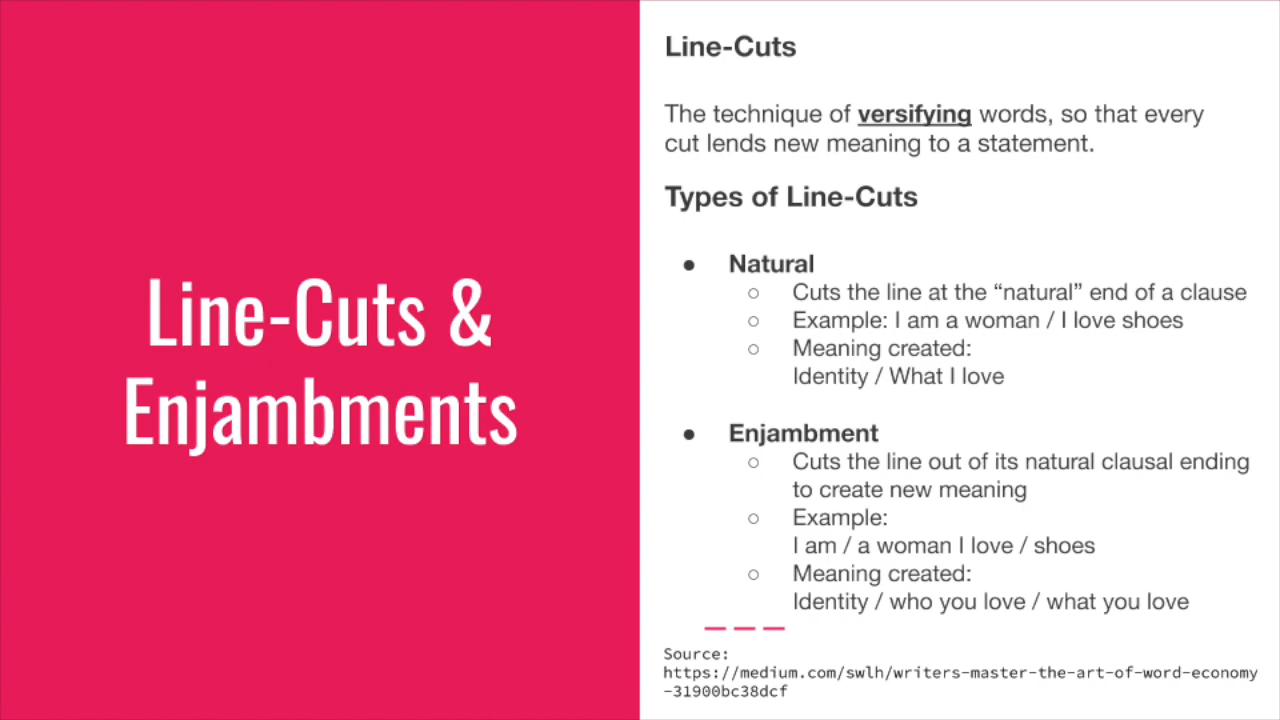 Line-Cuts &
Enjambments
Line-Cuts
The technique of versifying words, so that every
cut lends new meaning to a statement.
Types of Line-Cuts
● Natural
○ Cuts the line at the “natural” end of a clause
○ Example: I am a woman / I love shoes
○ Meaning created:
Identity / What I love
● Enjambment
○ Cuts the line out of its natural clausal ending
to create new meaning
○ Example:
I am / a woman I love / shoes
○ Meaning created:
Identity / who you love / what you love
Source:
https://medium.com/swlh/writers-master-the-art-of-word-economy
-31900bc38dcf